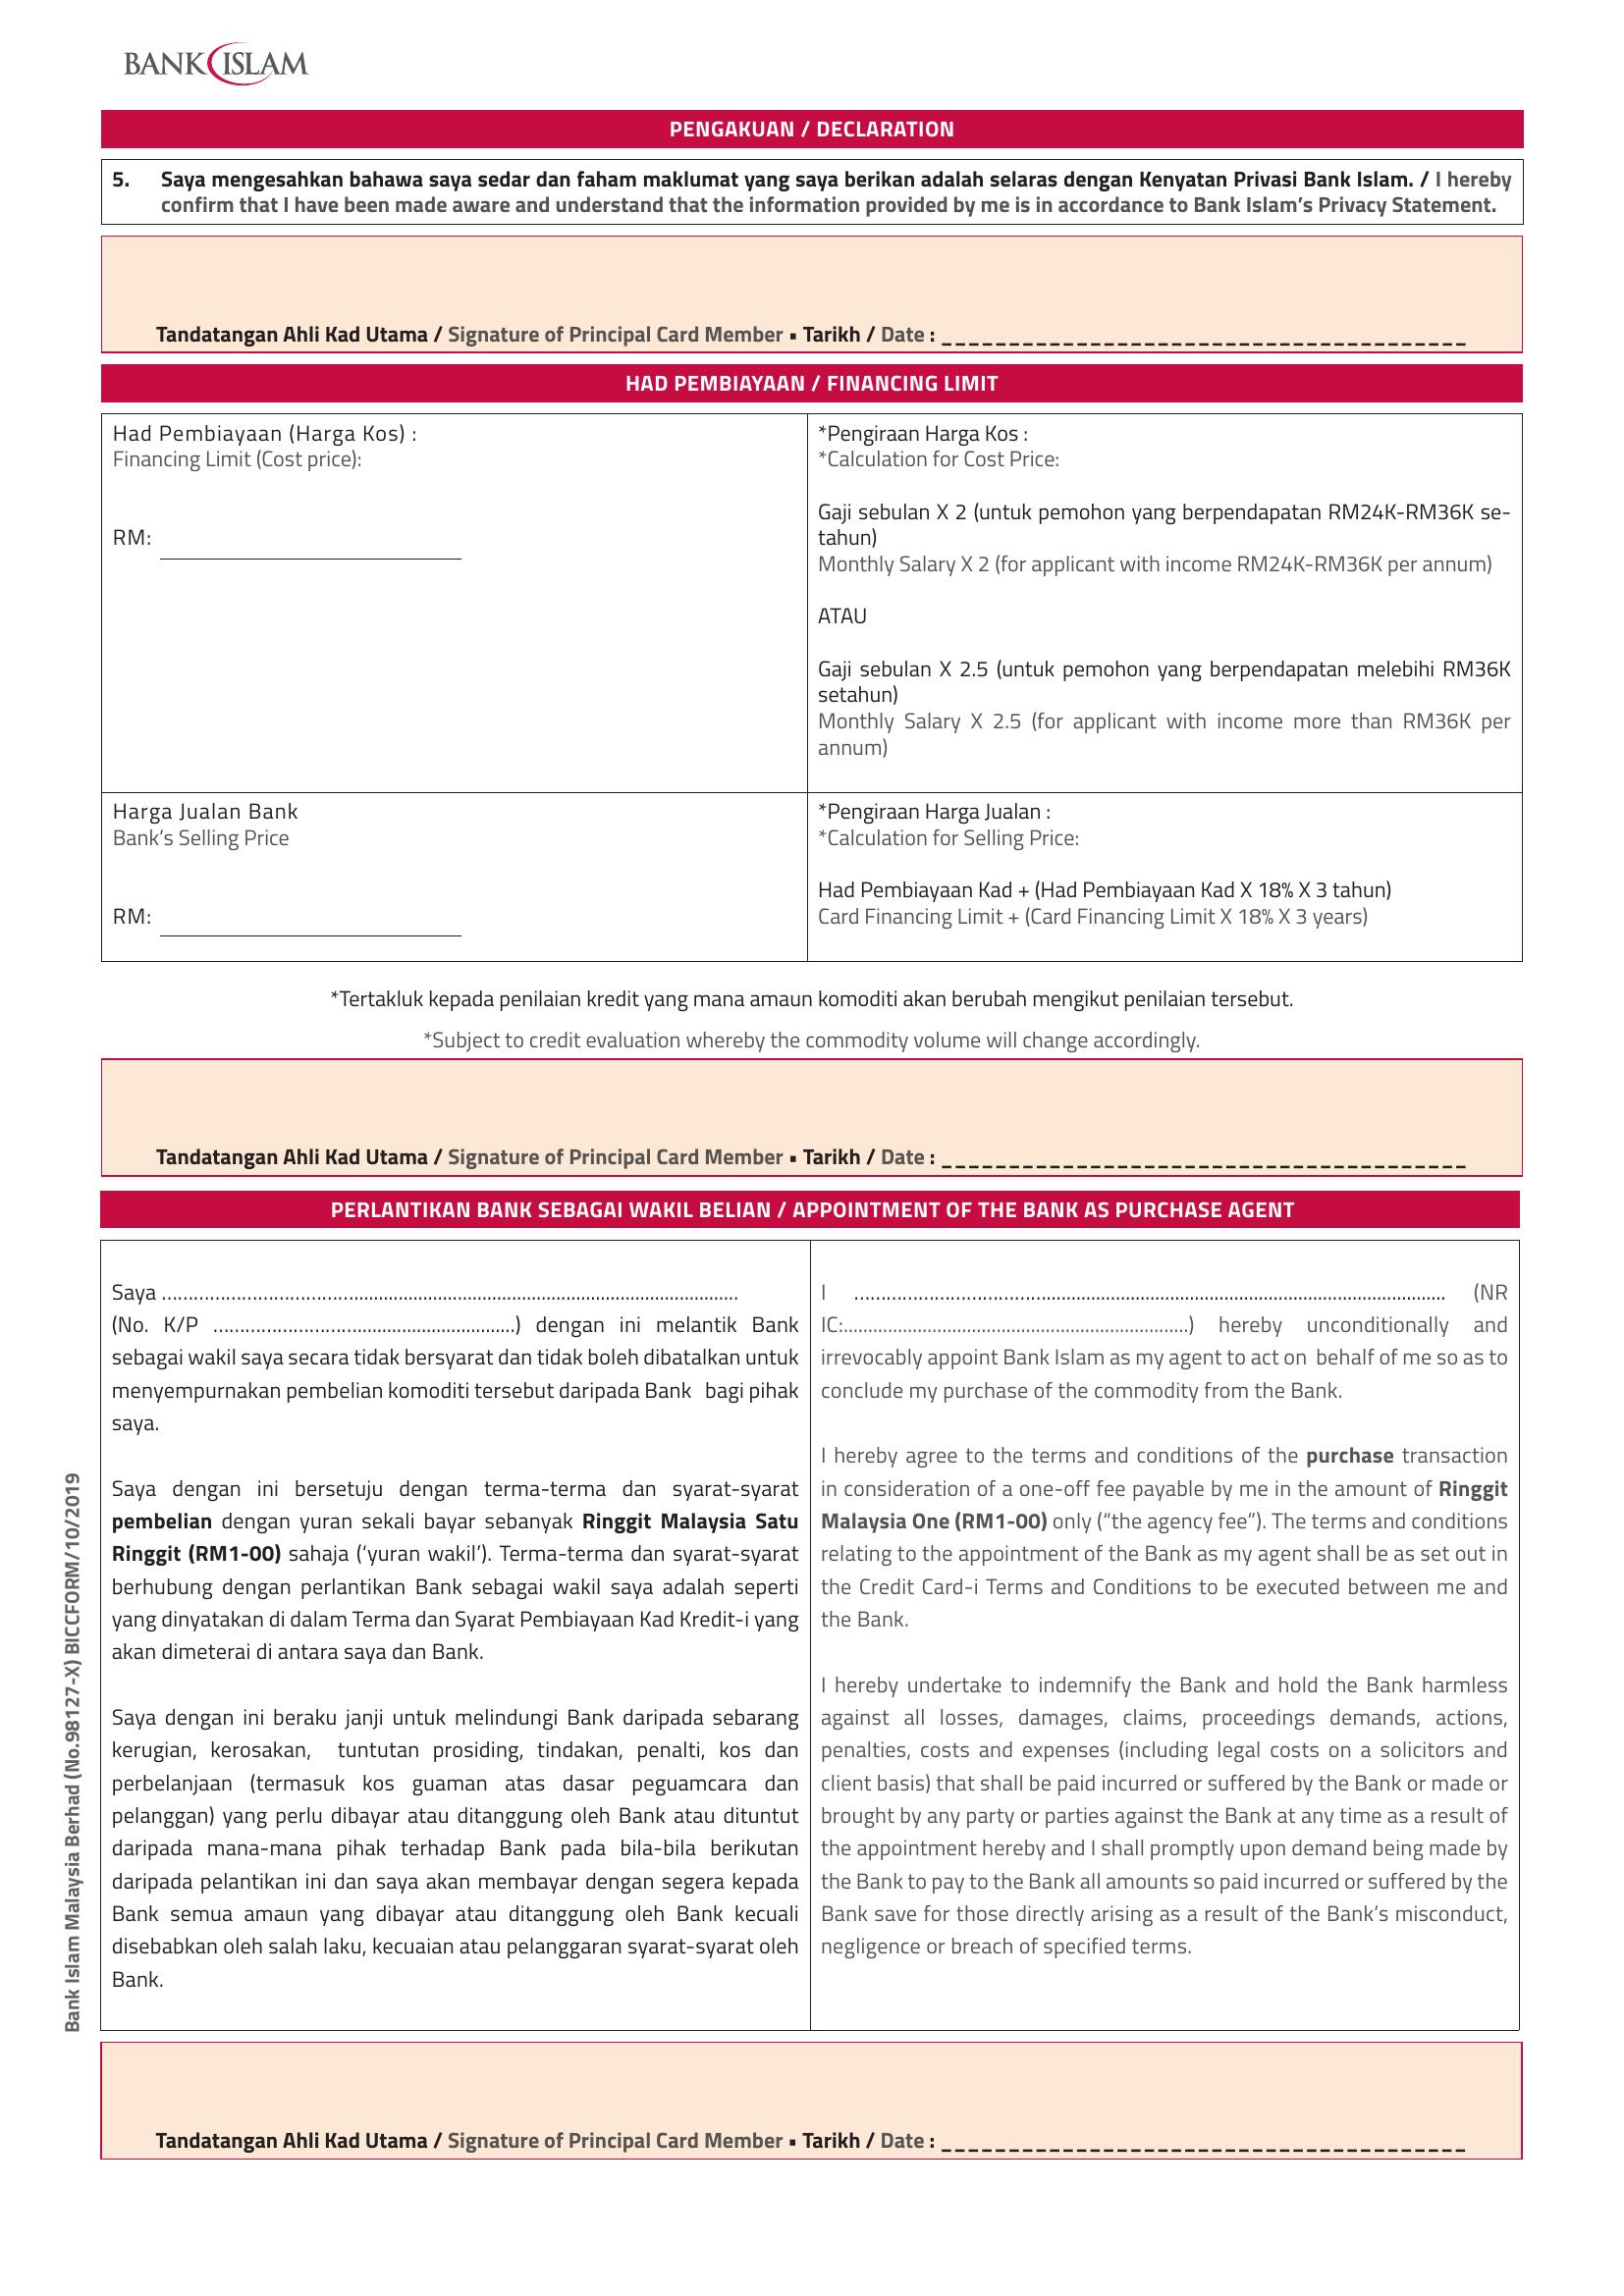 BANK ISLAM
PENGAKUAN / DECLARATION
5. Saya mengesahkan bahawa saya sedar dan faham maklumat yang saya berikan adalah selaras dengan Kenyatan Privasi Bank Islam. / I hereby
confirm that I have been made aware and understand that the information provided by me is in accordance to Bank Islam’s Privacy Statement.
Tandatangan Ahli Kad Utama / Signature of Principal Card Member ▪ Tarikh / Date : _______________________________________
HAD PEMBIAYAAN / FINANCING LIMIT
Had Pembiayaan (Harga Kos) :
Financing Limit (Cost price):
RM:
*Pengiraan Harga Kos :
*Calculation for Cost Price:
Gaji sebulan X 2 (untuk pemohon yang berpendapatan RM24K-RM36K se-
tahun)
Monthly Salary X 2 (for applicant with income RM24K-RM36K per annum)
ATAU
Gaji sebulan X 2.5 (untuk pemohon yang berpendapatan melebihi RM36K
setahun)
Monthly Salary X 2.5 (for applicant with income more than RM36K per
annum)
Harga Jualan Bank
Bank’s Selling Price
RM:
*Pengiraan Harga Jualan :
*Calculation for Selling Price:
Had Pembiayaan Kad + (Had Pembiayaan Kad X 18% X 3 tahun)
Card Financing Limit + (Card Financing Limit X 18% X 3 years)
*Tertakluk kepada penilaian kredit yang mana amaun komoditi akan berubah mengikut penilaian tersebut.
*Subject to credit evaluation whereby the commodity volume will change accordingly.
Tandatangan Ahli Kad Utama / Signature of Principal Card Member ▪ Tarikh / Date : _______________________________________
PERLANTIKAN BANK SEBAGAI WAKIL BELIAN / APPOINTMENT OF THE BANK AS PURCHASE AGENT
Saya ..........................................................................................
(No. K/P ..................................................) dengan ini melantik Bank
sebagai wakil saya secara tidak bersyarat dan tidak boleh dibatalkan untuk
menyempurnakan pembelian komoditi tersebut daripada Bank bagi pihak
saya.
Saya dengan ini bersetuju dengan terma-terma dan syarat-syarat
pembelian dengan yuran sekali bayar sebanyak Ringgit Malaysia Satu
Ringgit (RM1-00) sahaja (‘yuran wakil’). Terma-terma dan syarat-syarat
berhubung dengan perlantikan Bank sebagai wakil saya adalah seperti
yang dinyatakan di dalam Terma dan Syarat Pembiayaan Kad Kredit-i yang
akan dimeterai di antara saya dan Bank.
Saya dengan ini beraku janji untuk melindungi Bank daripada sebarang
kerugian, kerosakan, tuntutan prosiding, tindakan, penalti, kos dan
perbelanjaan (termasuk kos guaman atas dasar peguamcara dan
pelanggan) yang perlu dibayar atau ditanggung oleh Bank atau dituntut
daripada mana-mana pihak terhadap Bank pada bila-bila berikutan
daripada pelantikan ini dan saya akan membayar dengan segera kepada
Bank semua amaun yang dibayar atau ditanggung oleh Bank kecuali
disebabkan oleh salah laku, kecuaian atau pelanggaran syarat-syarat oleh
Bank.
I .......................................................................................... (NR
IC:............................................................) hereby unconditionally and
irrevocably appoint Bank Islam as my agent to act on behalf of me so as to
conclude my purchase of the commodity from the Bank.
I hereby agree to the terms and conditions of the purchase transaction
in consideration of a one-off fee payable by me in the amount of Ringgit
Malaysia One (RM1-00) only (“the agency fee”). The terms and conditions
relating to the appointment of the Bank as my agent shall be as set out in
the Credit Card-i Terms and Conditions to be executed between me and
the Bank.
I hereby undertake to indemnify the Bank and hold the Bank harmless
against all losses, damages, claims, proceedings demands, actions,
penalties, costs and expenses (including legal costs on a solicitors and
client basis) that shall be paid incurred or suffered by the Bank or made or
brought by any party or parties against the Bank at any time as a result of
the appointment hereby and I shall promptly upon demand being made by
the Bank to pay to the Bank all amounts so paid incurred or suffered by the
Bank save for those directly arising as a result of the Bank’s misconduct,
negligence or breach of specified terms.
Tandatangan Ahli Kad Utama / Signature of Principal Card Member ▪ Tarikh / Date : _______________________________________
Bank Islam Malaysia Berhad (No.98127-X) BICCFORM/10/2019